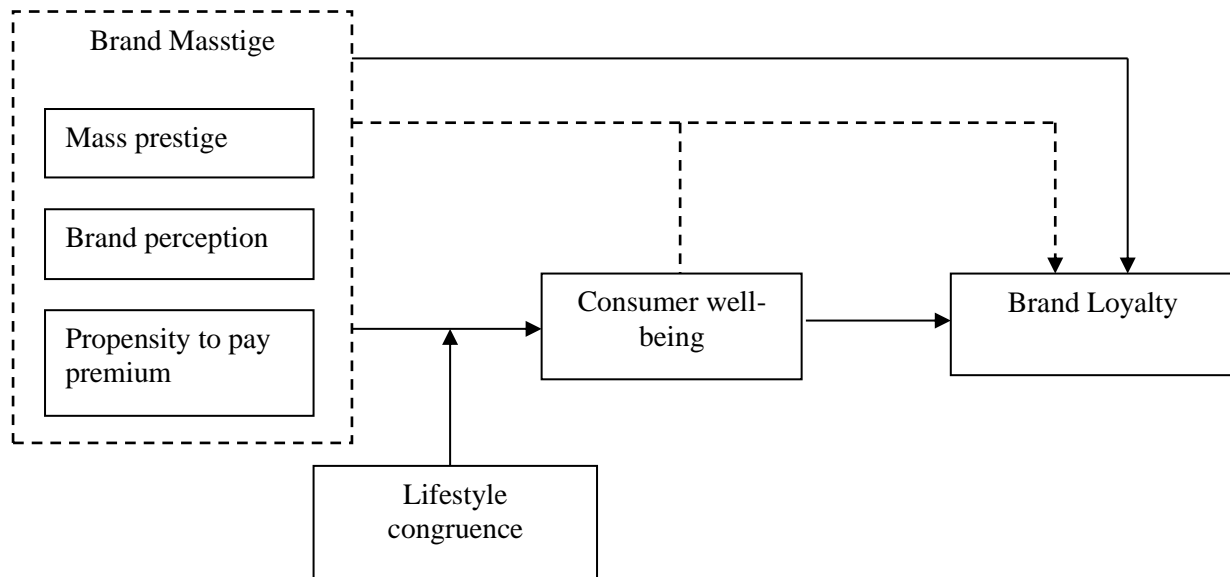 Brand Masstige
Mass prestige
Brand perception
Propensity to pay
premium
Consumer well-
being
Brand Loyalty
Lifestyle
congruence